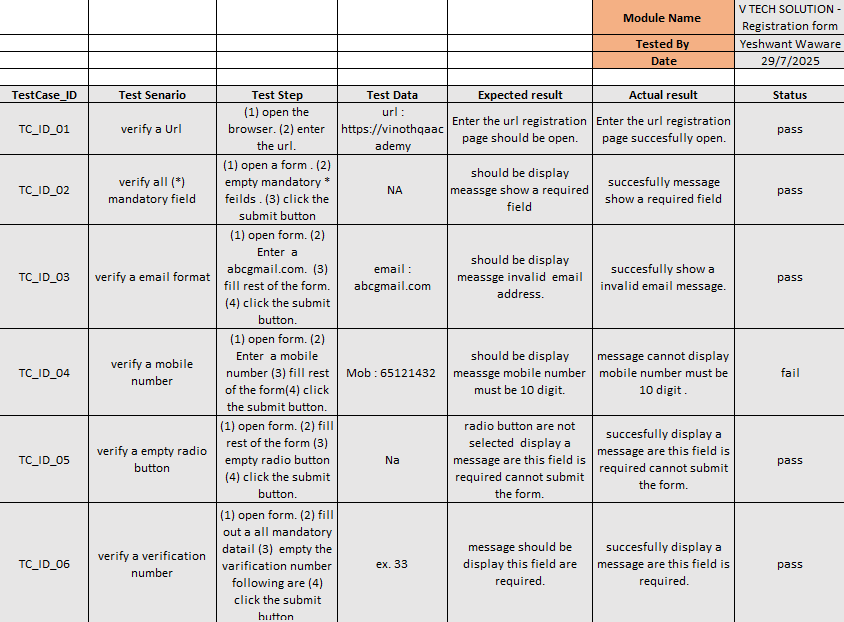 Module Name
V TECH SOLUTION -
Registration form
Tested By
Yeshwant Waware
Date
29/7/2025
TestCase_ID
Test Senario
Test Step
Test Data
Expected result
Actual result
Status
TC_ID_01
verify a Url
(1) open the
browser. (2) enter
the url.
url :
https://vinothqaac
ademy
Enter the url registration
page should be open.
Enter the url registration
page succesfully open.
pass
TC_ID_02
verify all (*)
mandatory field
(1) open a form . (2)
empty mandatory *
feilds . (3) click the
submit button
NA
should be display
meassge show a required
field
succesfully message
show a required field
pass
TC_ID_03
verify a email format
(1) open form. (2)
Enter a
abcgmail.com. (3)
fill rest of the form.
(4) click the submit
button.
email :
abcgmail.com
should be display
meassge invalid email
address.
succesfully show a
invalid email message.
pass
TC_ID_04
verify a mobile
number
(1) open form. (2)
Enter a mobile
number (3) fill rest
of the form(4) click
the submit button.
Mob : 65121432
should be display
meassge mobile number
must be 10 digit.
message cannot display
mobile number must be
10 digit .
fail
TC_ID_05
verify a empty radio
button
(1) open form. (2) fill
rest of the form (3)
empty radio button
(4) click the submit
button.
Na
radio button are not
selected display a
message are this field is
required cannot submit
the form.
succesfully display a
message are this field is
required cannot submit
the form.
pass
TC_ID_06
verify a verification
number
(1) open form. (2) fill
out a all mandatory
datail (3) empty the
varification number
following are (4)
click the submit
button
ex. 33
message should be
display this field are
required.
succesfully display a
message are this field is
required.
pass